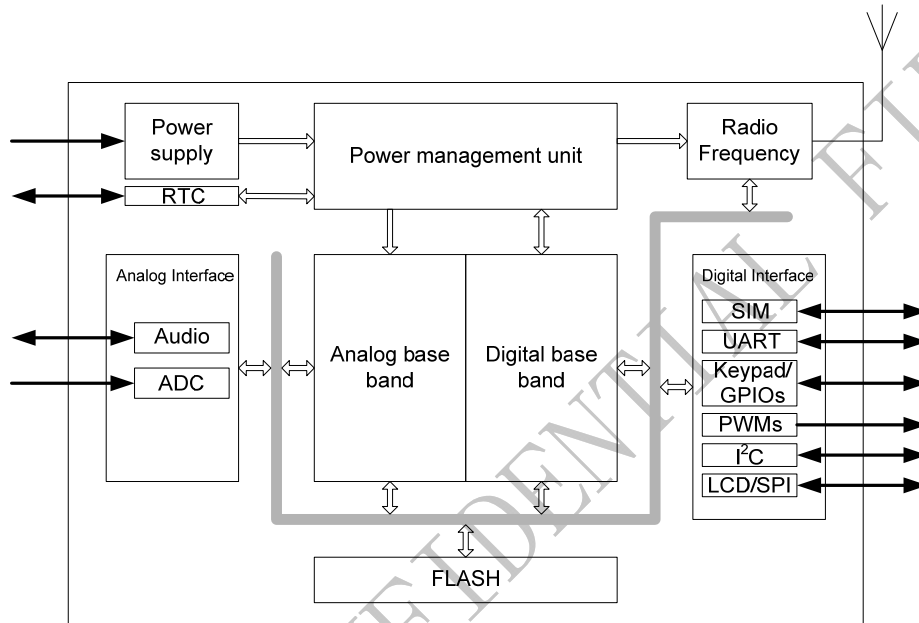 Power
supply
Power management unit
Radio
Frequency
RTC
Analog Interface
Audio
ADC
Analog base
band
Digital base
band
Digital Interface
SIM
UART
Keypad/
GPIOs
PWMs
I²C
LCD/SPI
FLASH